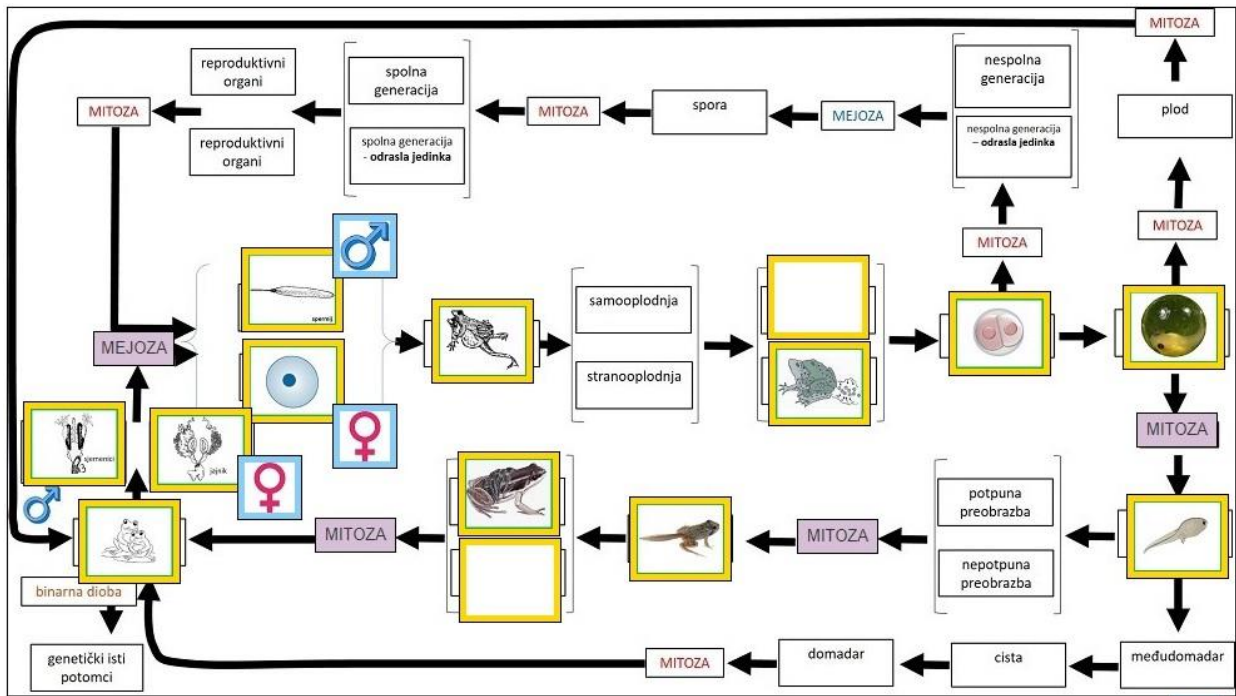 MITOZA
reproduktivni
organi
spolna
generacija
nespolna
generacija
MITOZA
MITOZA
spora
MEJOZA
plod
reproduktivni
organi
spolna generacija
- odrasla jedinka
nespolna generacija
– odrasla jedinka
MITOZA
MITOZA
spermij
samooplodnja
MEJOZA
stranooplodnja
MITOZA
sjemenici
jajnik
potpuna
preobrazba
MITOZA
MITOZA
nepotpuna
preobrazba
binarna dioba
genetički isti
potomci
MITOZA
domadar
cista
međudomadar